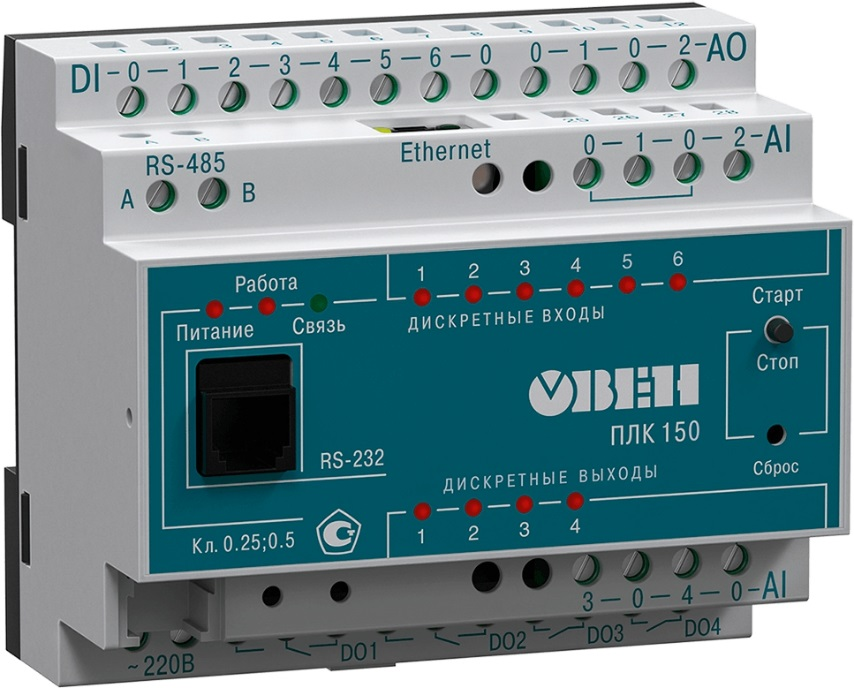 1 2 3 4 5 6 7 8 9 10 11 12
DI-0-1-2-3-4-5-6-0 0-1-0-2-AO
A B 25 26 27 28
RS-485 Ethernet 0-1-0-2-AI
A B
1 2 3 4 5 6
Работа
Питание Связь
ДИСКРЕТНЫЕ ВХОДЫ
Старт
Стоп
ОВЕН
ПЛК 150
RS-232
Сброс
ДИСКРЕТНЫЕ ВЫХОДЫ
Кл. 0.25;0.5
1 2 3 4
3-0-4-0-AI
~220В DO1 DO2 DO3 DO4